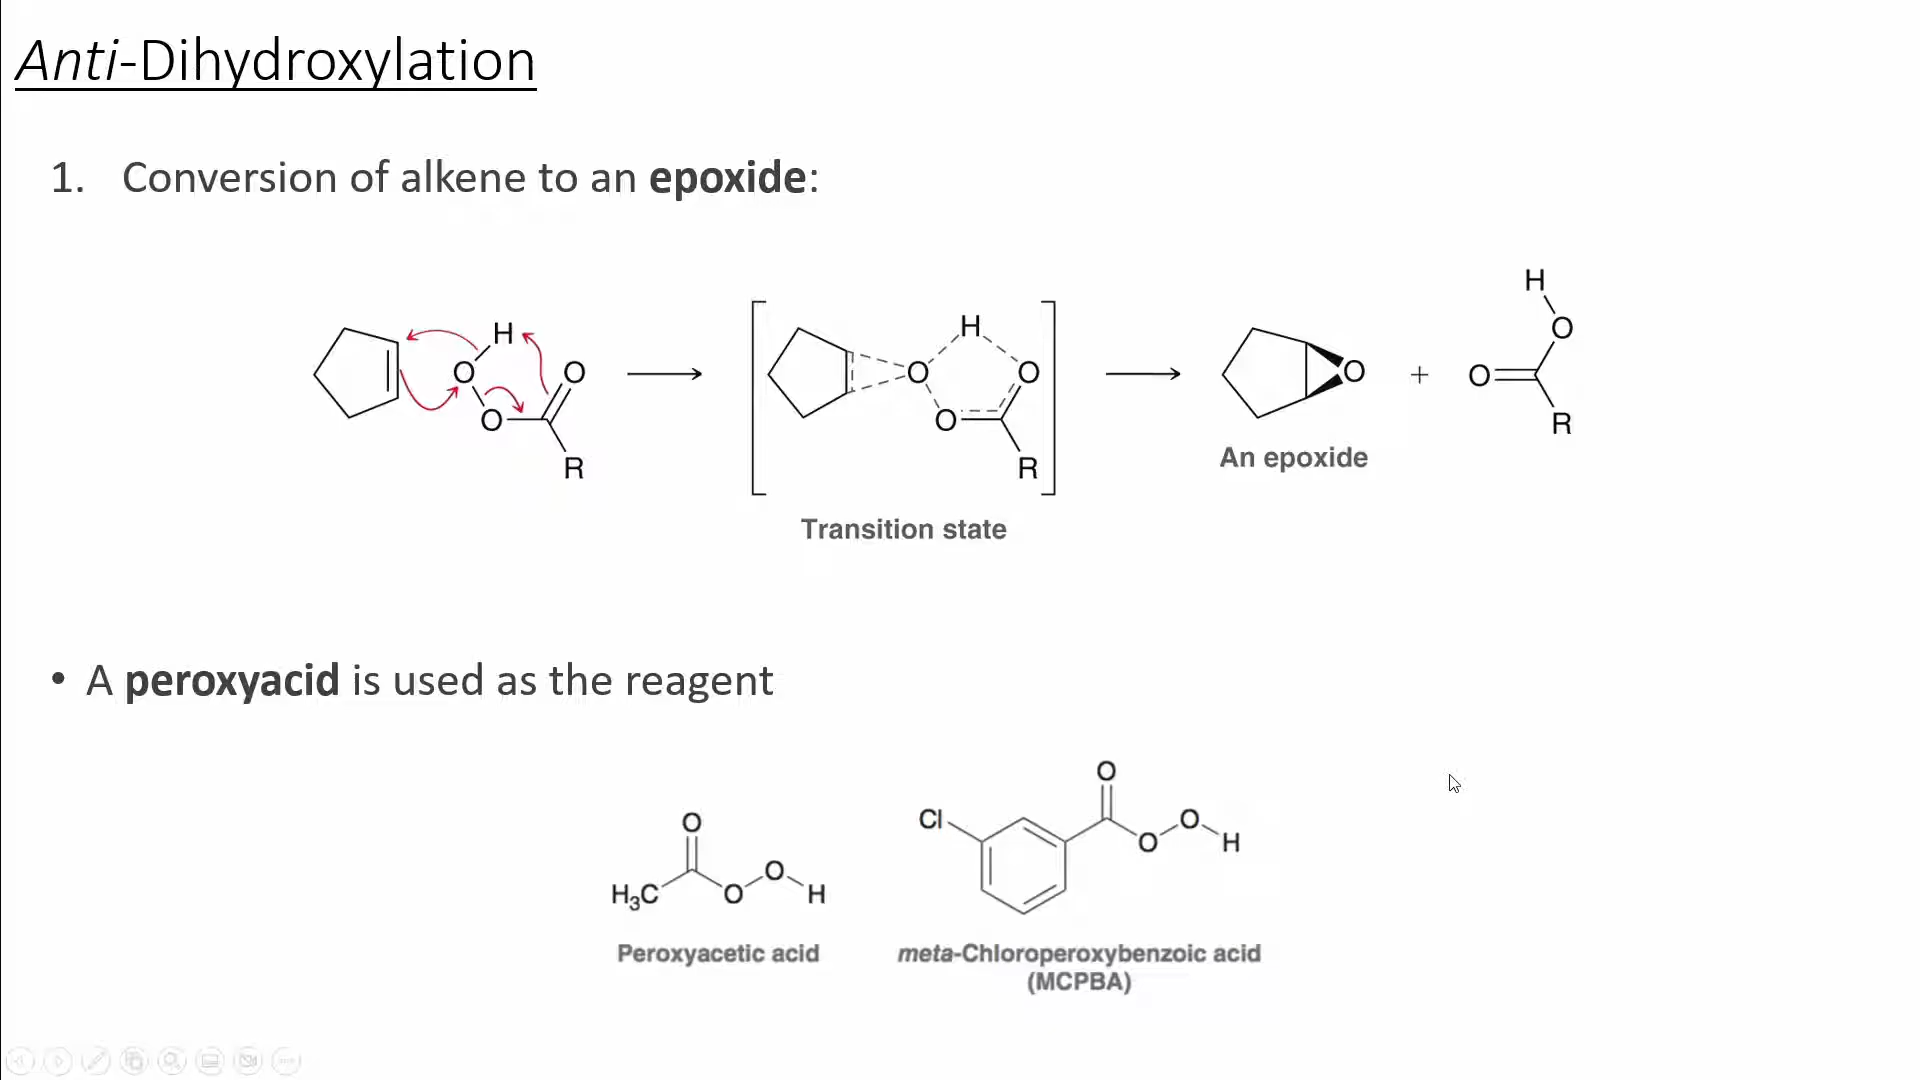 Anti-Dihydroxylation
1. Conversion of alkene to an epoxide:
H
O
O
O
R
H
O
O
O
R
Transition state
O
An epoxide
+
H
O
O
R
• A peroxyacid is used as the reagent
O
H₃C
O
O
H
Peroxyacetic acid
O
Cl
O
O
H
meta-Chloroperoxybenzoic acid
(MCPBA)